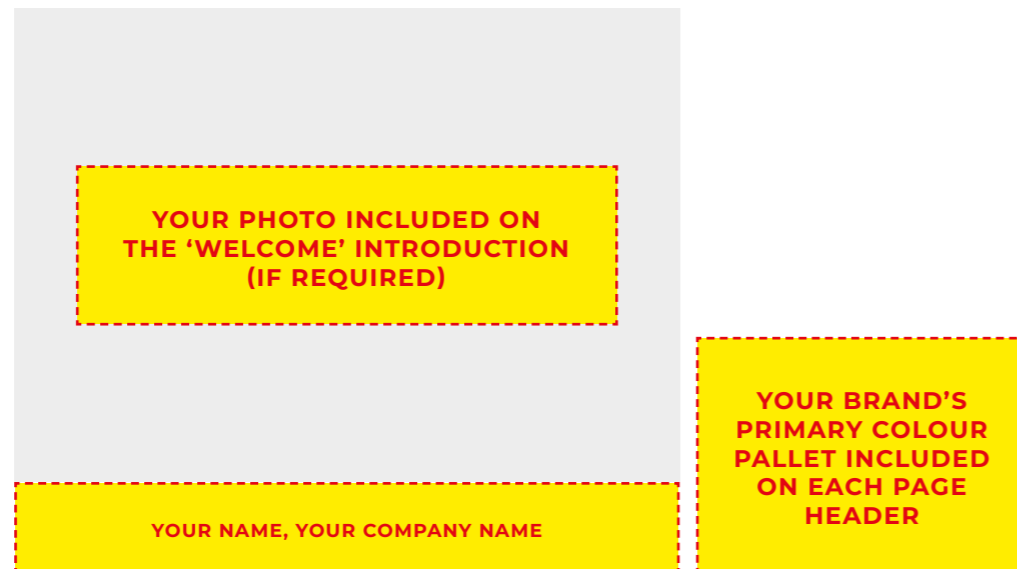 YOUR PHOTO INCLUDED ON
THE ‘WELCOME’ INTRODUCTION
(IF REQUIRED)
YOUR NAME, YOUR COMPANY NAME
YOUR BRAND’S
PRIMARY COLOUR
PALLET INCLUDED
ON EACH PAGE
HEADER